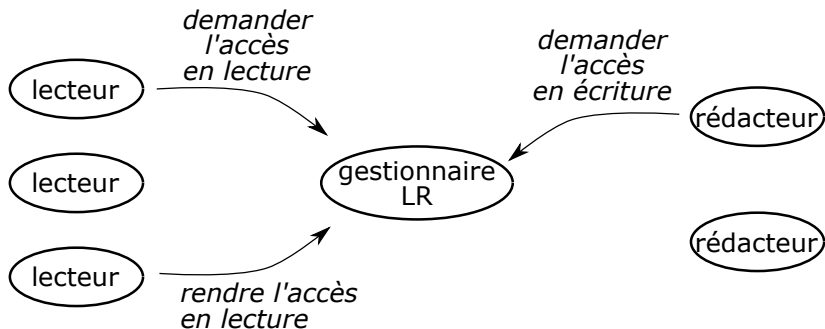 demander
l'accès
en lecture
lecteur
demander
l'accès
en écriture
rédacteur
gestionnaire
LR
lecteur
rédacteur
lecteur
rendre l'accès
en lecture